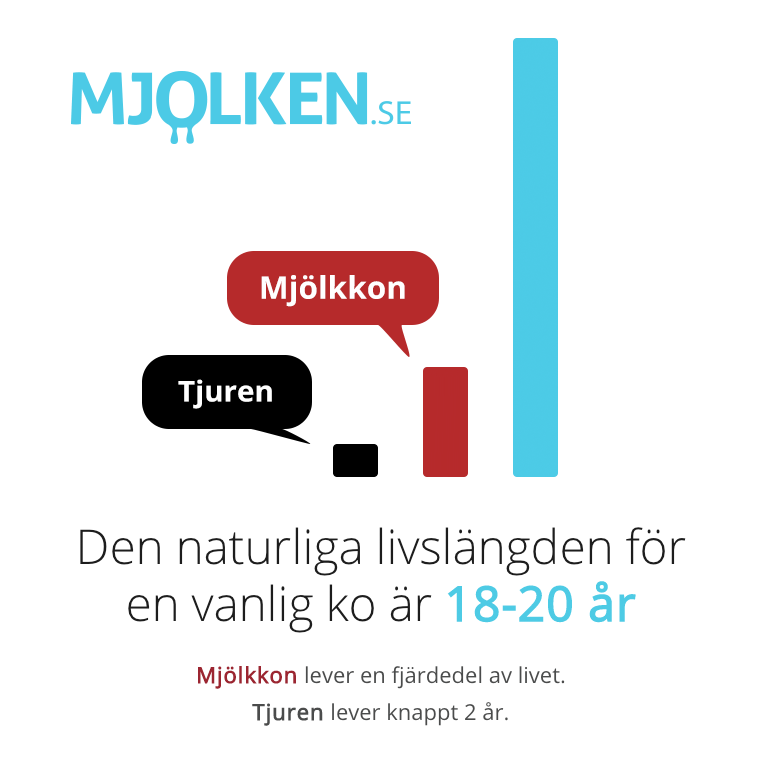 MJÖLKEN.SE
Mjölkkon
Tjuren
Den naturliga livslängden för
en vanlig ko är 18-20 år
Mjölkkon lever en fjärdedel av livet.
Tjuren lever knappt 2 år.